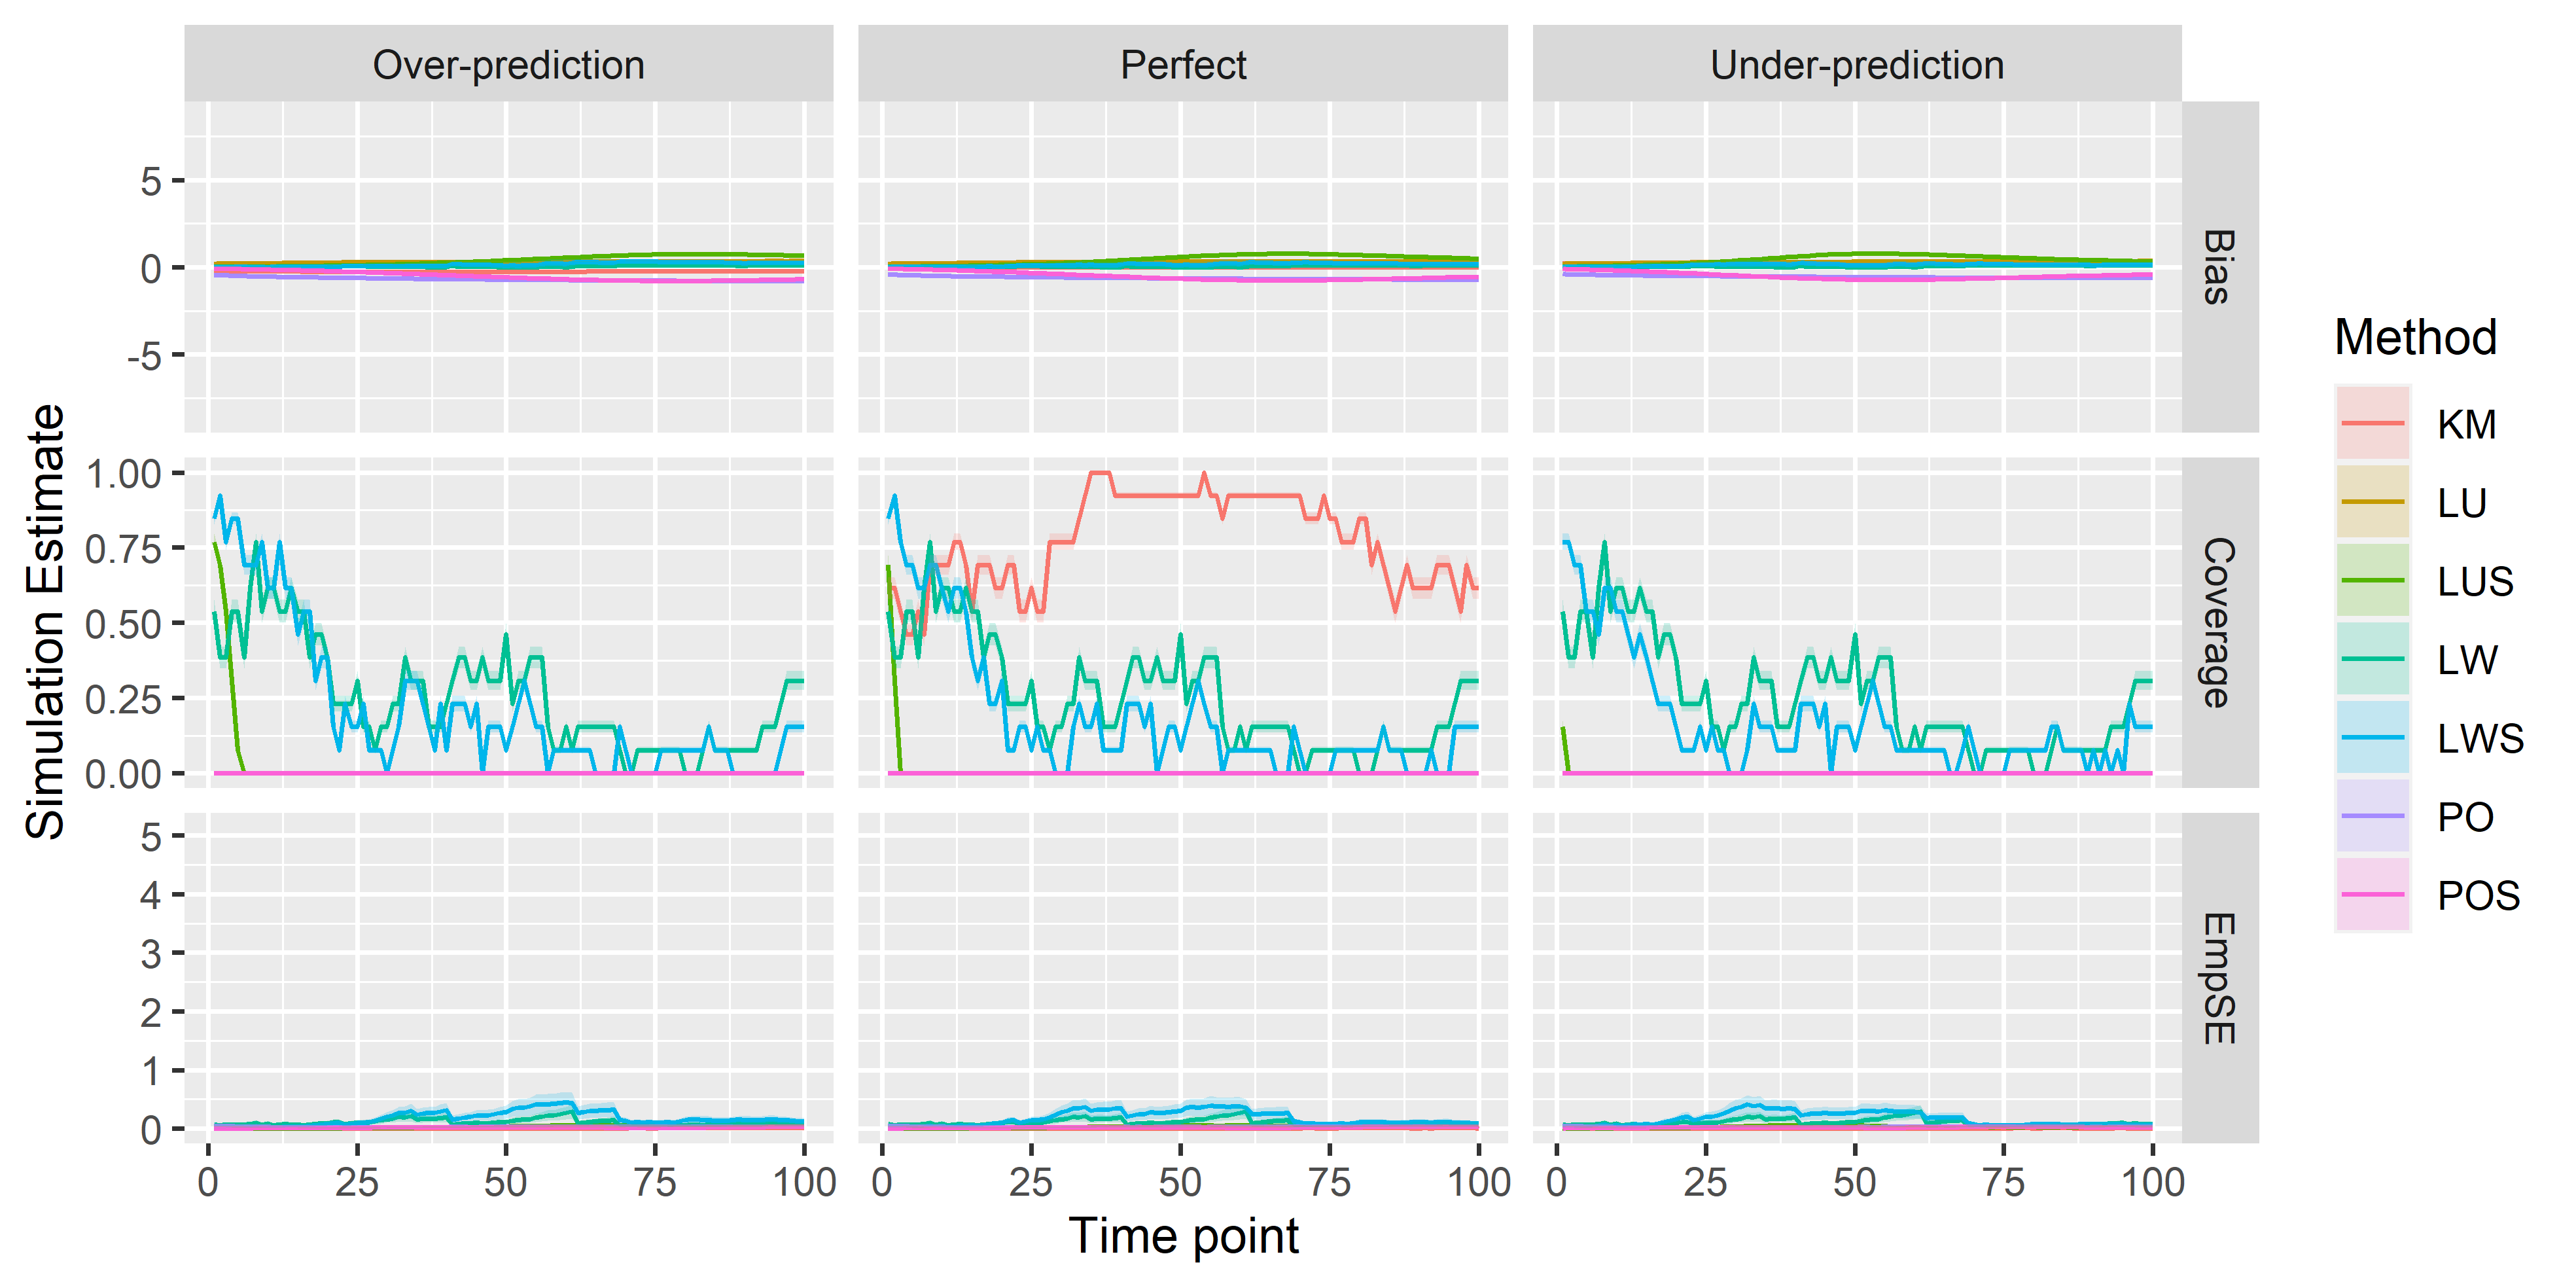 Over-prediction
Perfect
Under-prediction
5
0
-5
Bias
Simulation Estimate
1.00
0.75
0.50
0.25
0.00
Coverage
5
4
3
2
1
0
EmpSE
0 25 50 75 100
0 25 50 75 100
0 25 50 75 100
Time point
Method
KM
LU
LUS
LW
LWS
PO
POS